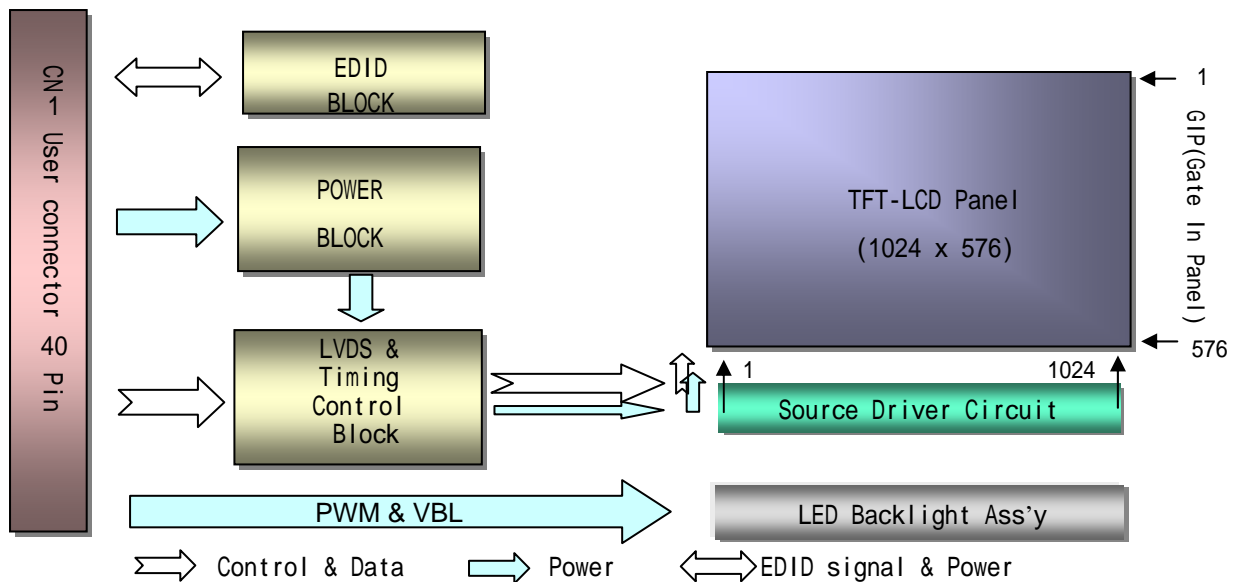 CN-1 User connector 40 Pin
EDID
BLOCK
POWER
BLOCK
LVDS &
Timing
Control
Block
TFT-LCD Panel
(1024 x 576)
1
GIP(Gate In Panel)
576
1
1024
Source Driver Circuit
PWM & VBL
LED Backlight Ass’y
Control & Data
Power
EDID signal & Power